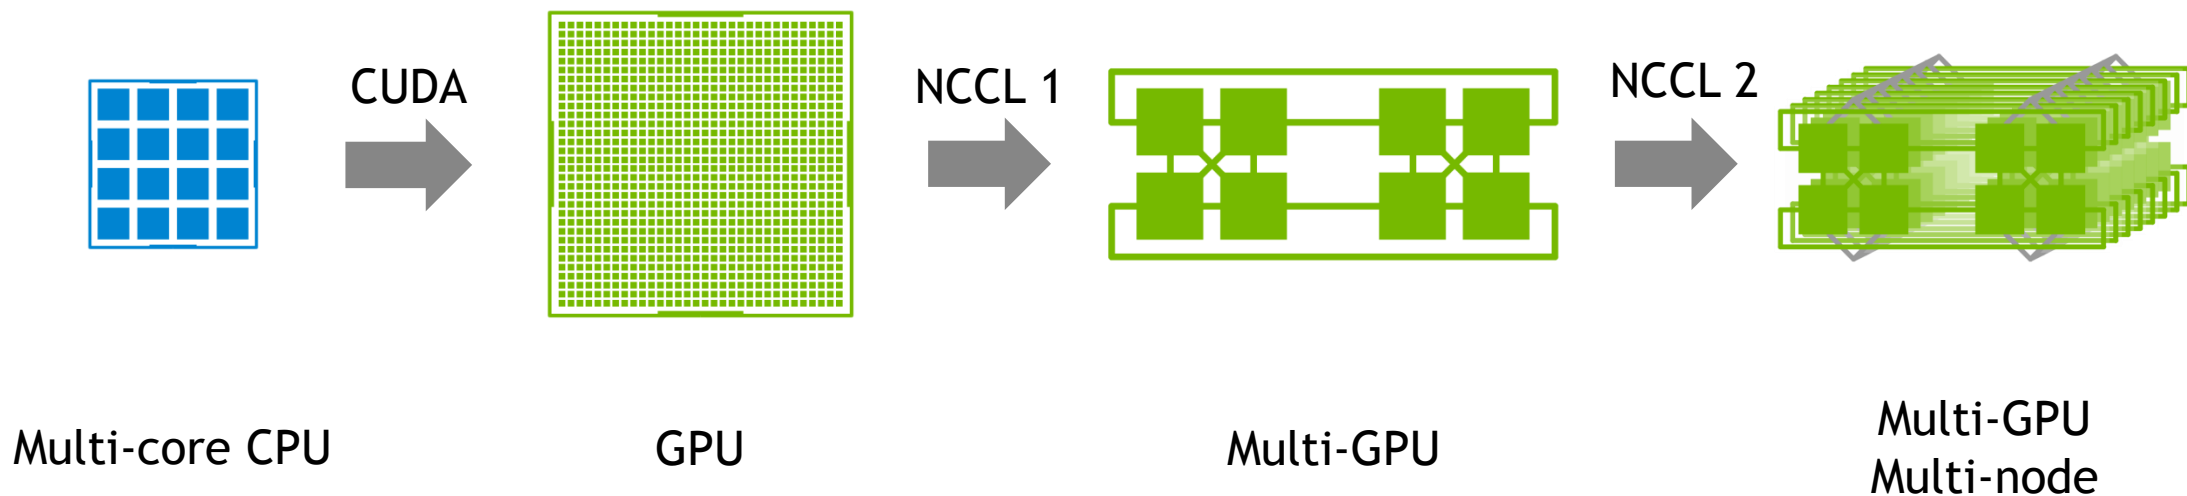 CUDA
NCCL 1
NCCL 2
Multi-core CPU
GPU
Multi-GPU
Multi-GPU
Multi-node